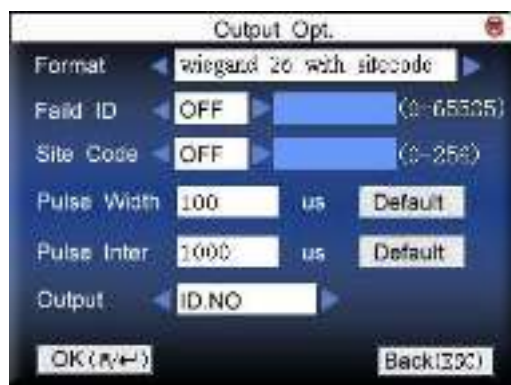 Output Opt.
Format wiegand 26 with sitecode
Faild ID OFF (0-65535)
Site Code OFF (0-256)
Pulse Width 100 us Default
Pulse Inter 1000 us Default
Output ID.NO
OK Back(ESC)